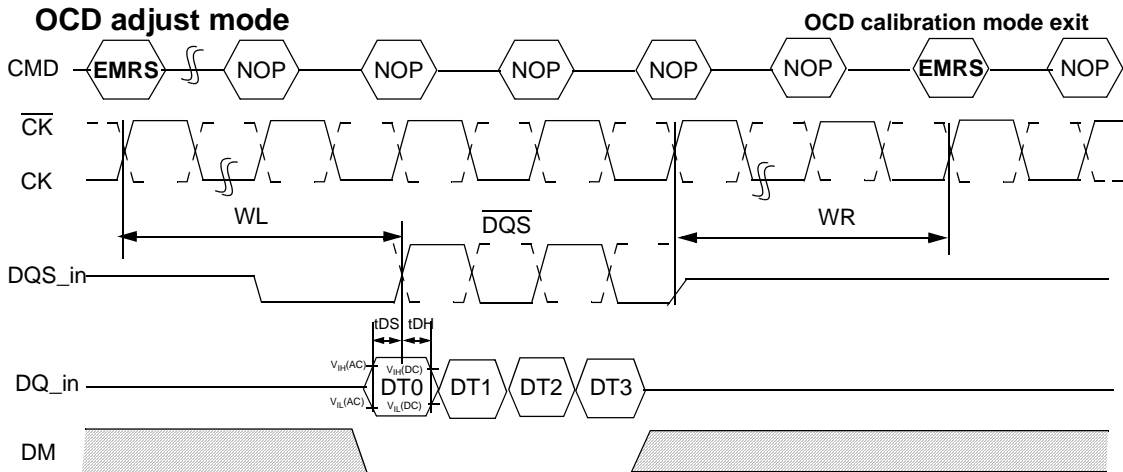 OCD adjust mode
OCD calibration mode exit
CMD EMRS NOP NOP NOP NOP NOP EMRS NOP
CK
CK
WL DQS WR
DQS_in
tDS tDH
VIH(AC) VIH(DC)
DQ_in DT0 DT1 DT2 DT3
VIL(AC) VIL(DC)
DM